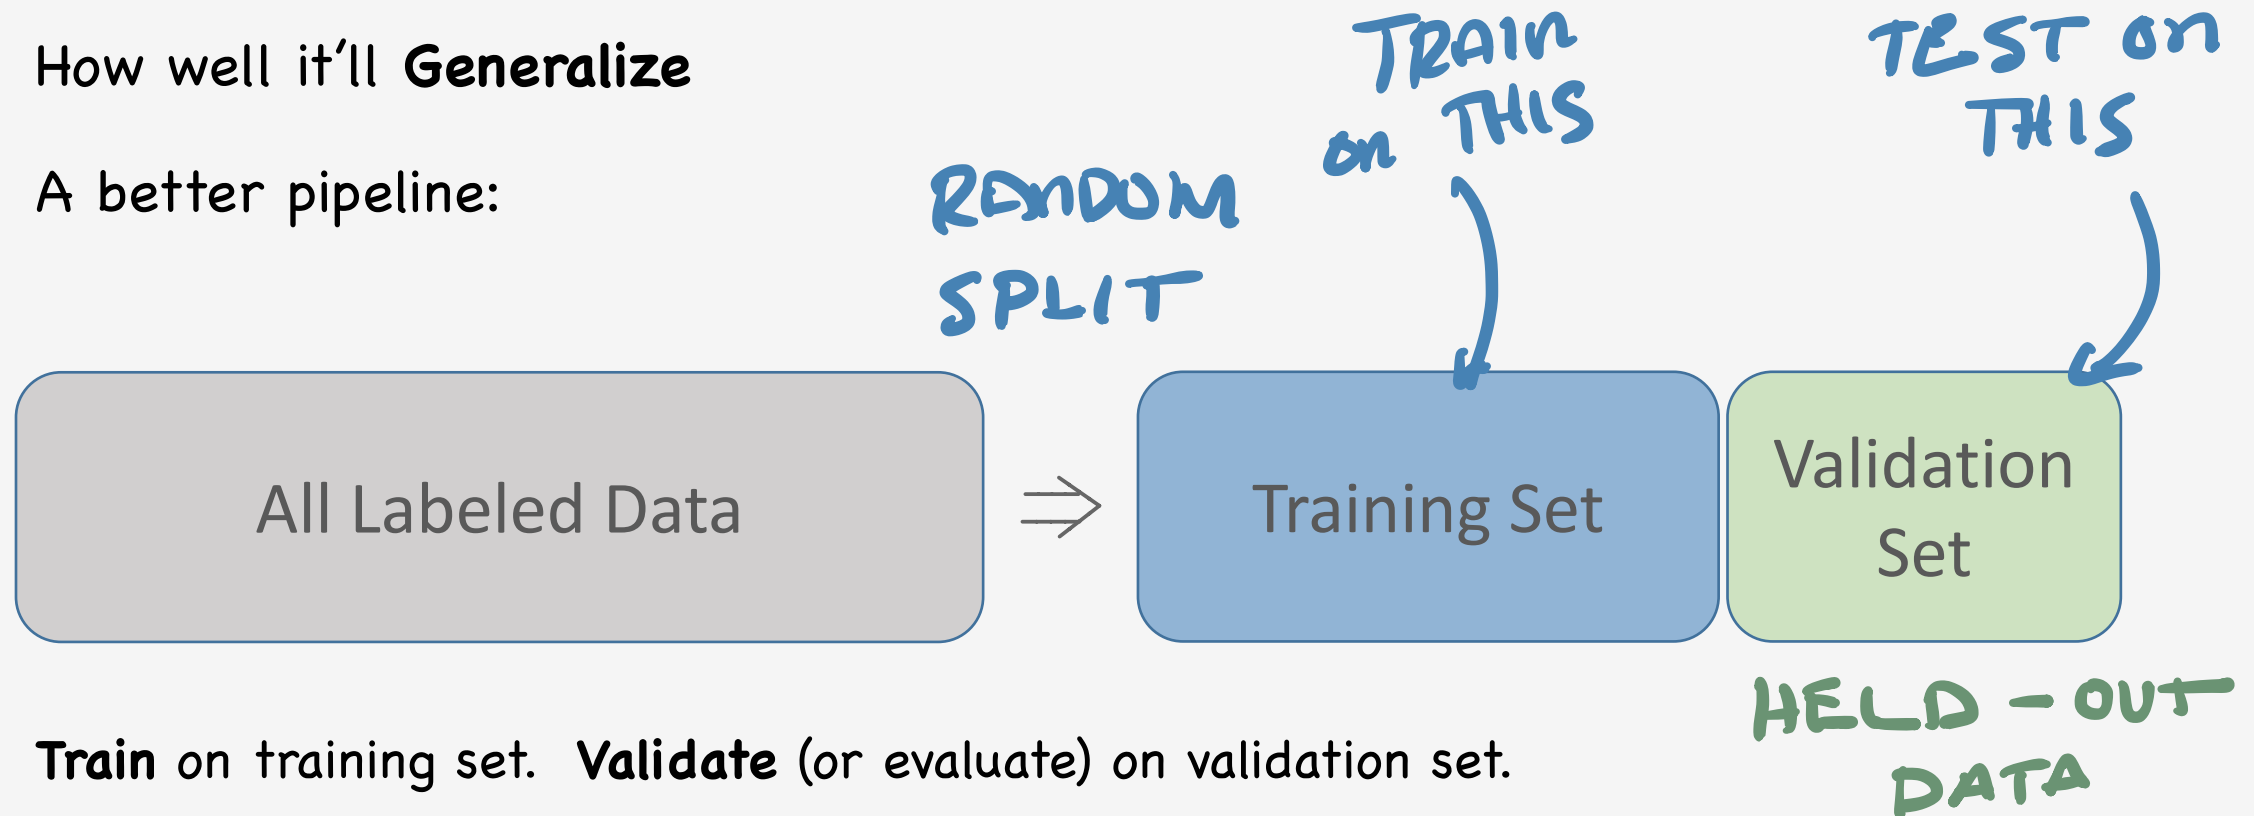 How well it'll Generalize
A better pipeline:
RANDOM
SPLIT
TRAIN
on THIS
TEST on
THIS
All Labeled Data
Training Set
Validation
Set
HELD-OUT
DATA
Train on training set. Validate (or evaluate) on validation set.